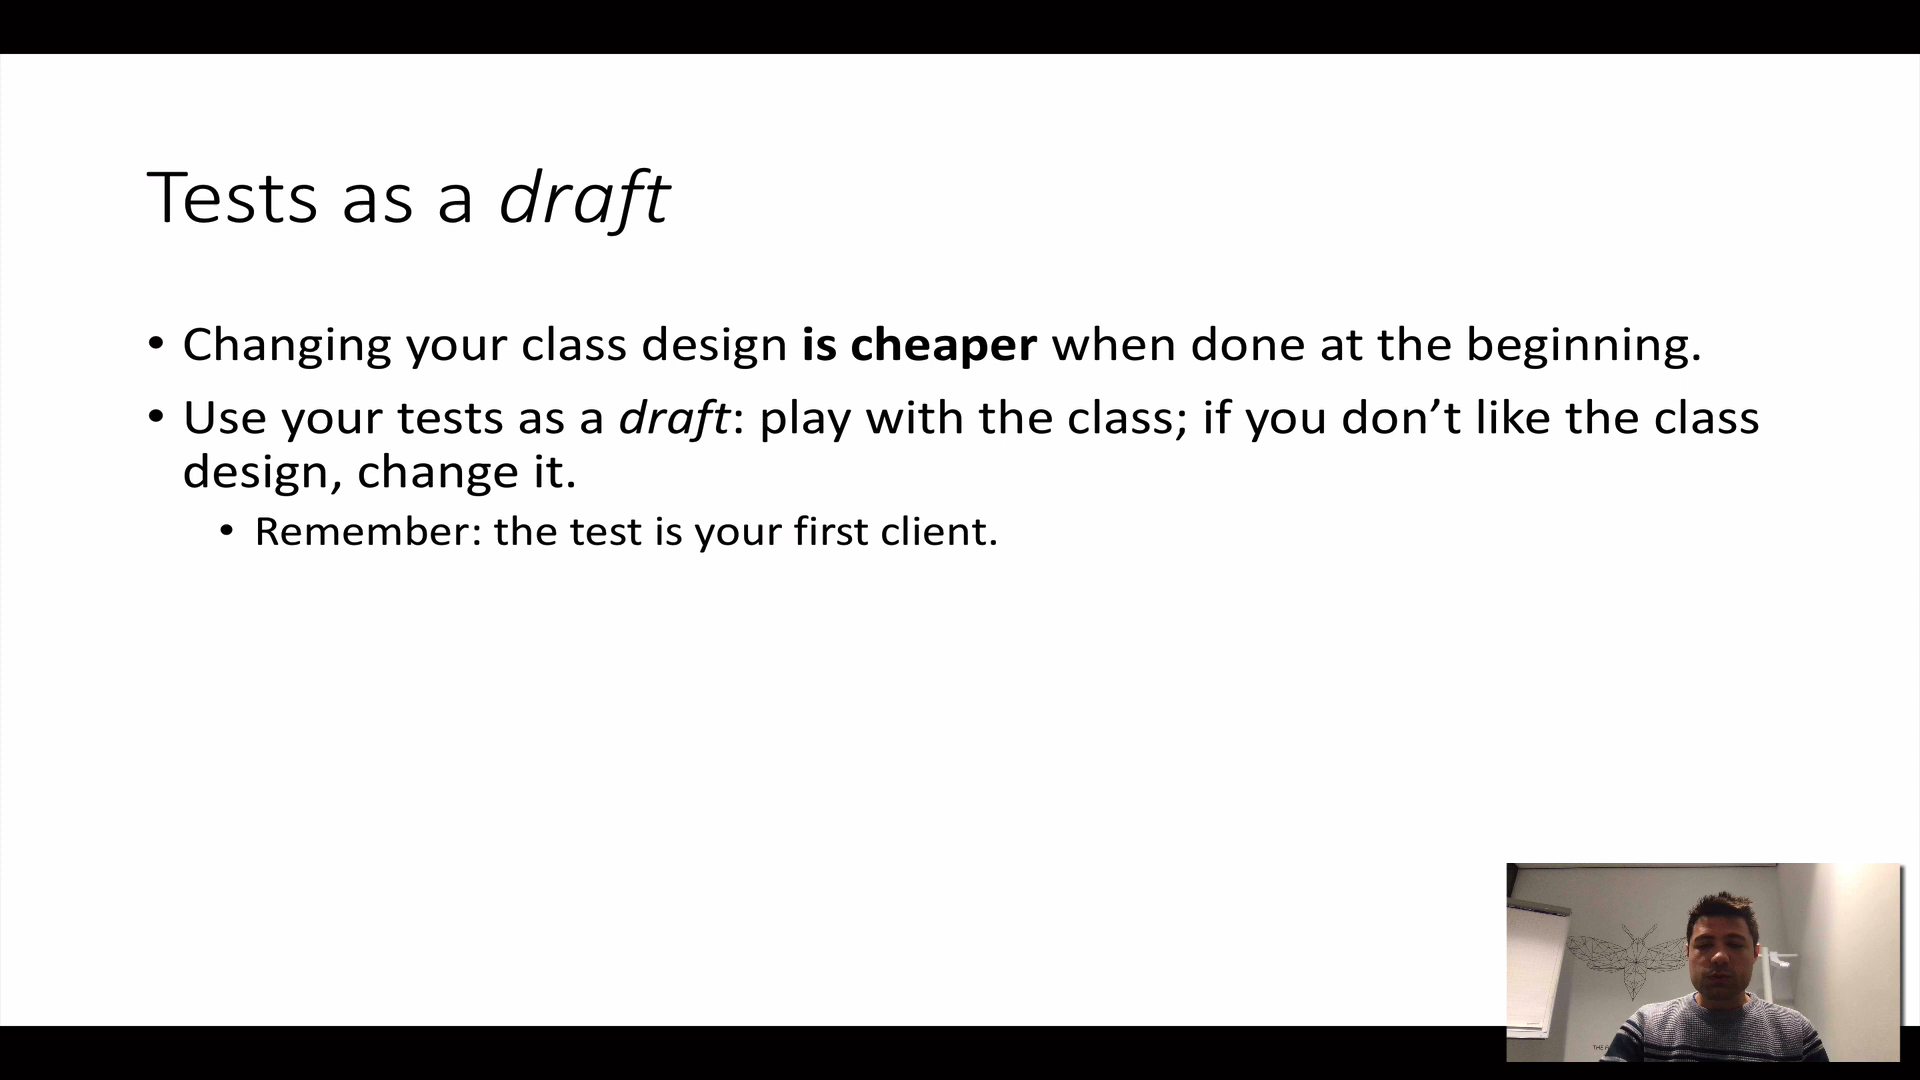 Tests as a draft
• Changing your class design is cheaper when done at the beginning.
• Use your tests as a draft: play with the class; if you don’t like the class
design, change it.
• Remember: the test is your first client.